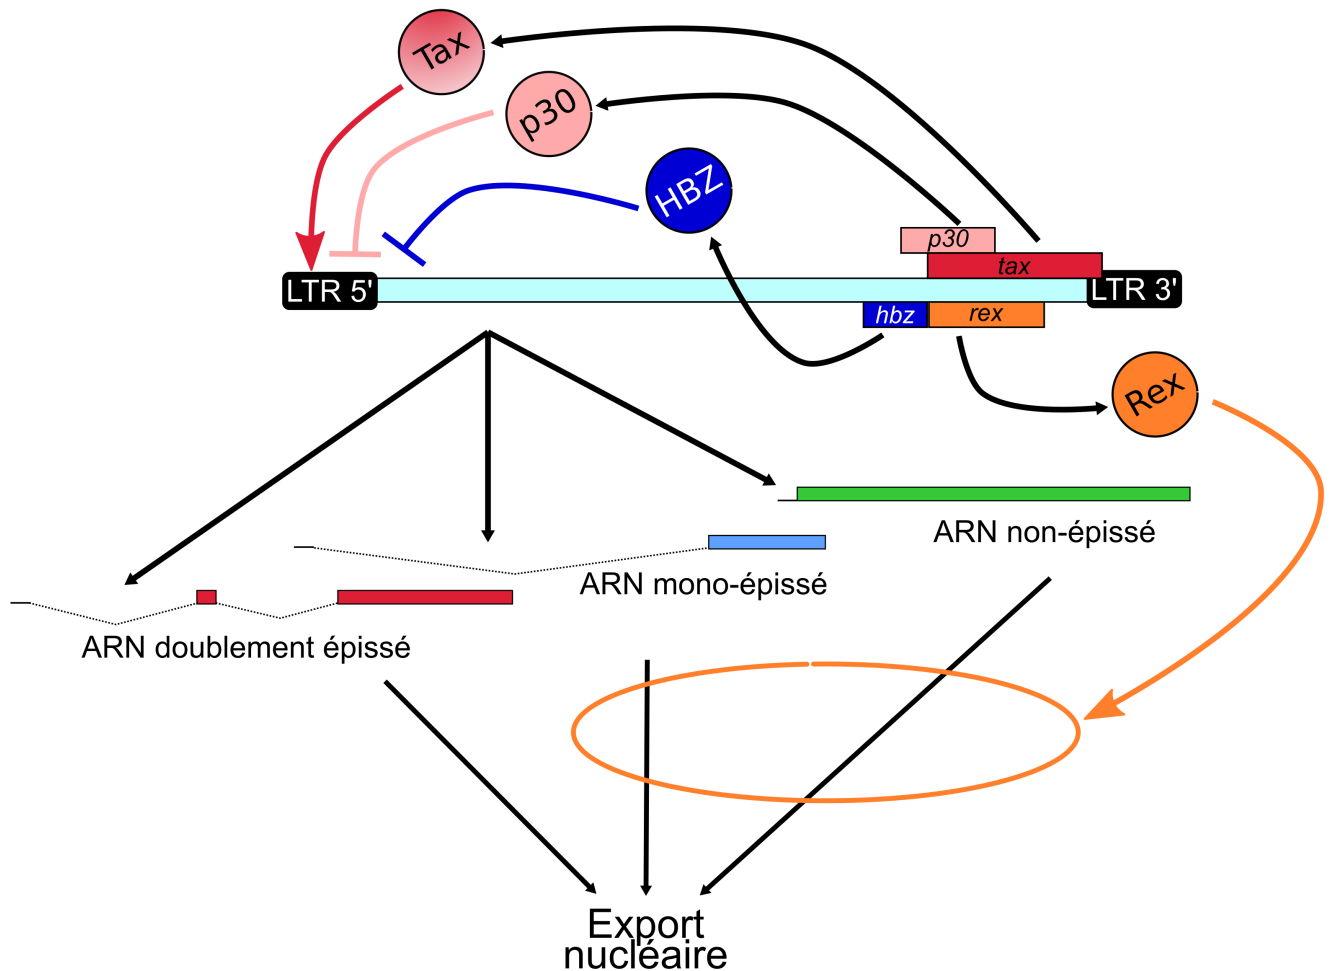 Tax
p30
HBZ
p30
tax
LTR 5'
LTR 3'
hbz
rex
Rex
ARN non-épissé
ARN mono-épissé
ARN doublement épissé
Export
nucléaire